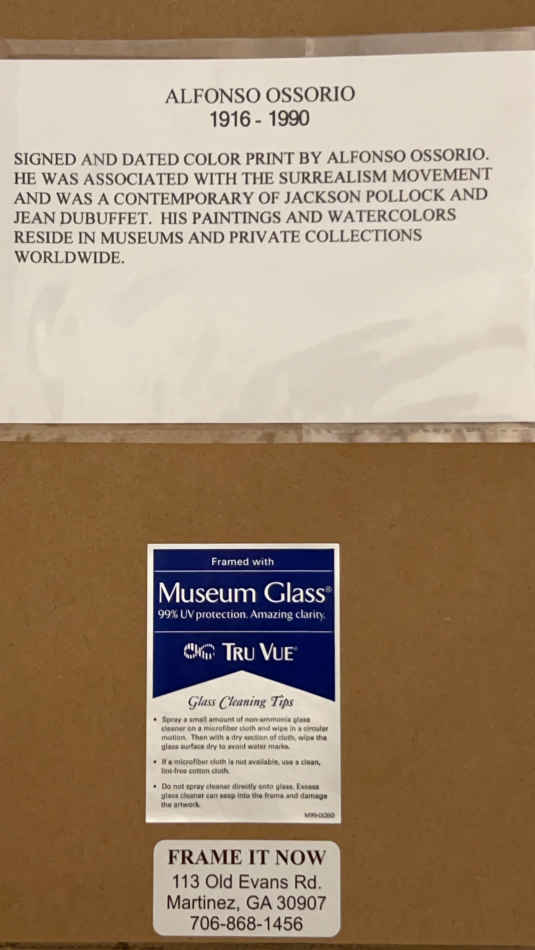 ALFONSO OSSORIO
1916 - 1990
SIGNED AND DATED COLOR PRINT BY ALFONSO OSSORIO.
HE WAS ASSOCIATED WITH THE SURREALISM MOVEMENT
AND WAS A CONTEMPORARY OF JACKSON POLLOCK AND
JEAN DUBUFFET. HIS PAINTINGS AND WATERCOLORS
RESIDE IN MUSEUMS AND PRIVATE COLLECTIONS
WORLDWIDE.
Framed with
Museum Glass®
99% UV protection. Amazing clarity.
TRU VUE®
Glass Cleaning Tips
• Spray a small amount of non-ammonia glass
cleaner on a microfiber cloth and wipe in a circular
motion. Then with a dry section of cloth, wipe the
glass surface dry to avoid water marks.
• If a microfiber cloth is not available, use a clean,
lint-free cotton cloth.
• Do not spray cleaner directly onto glass. Excess
glass cleaner can seep into the frame and damage
the artwork.
FRAME IT NOW
113 Old Evans Rd.
Martinez, GA 30907
706-868-1456